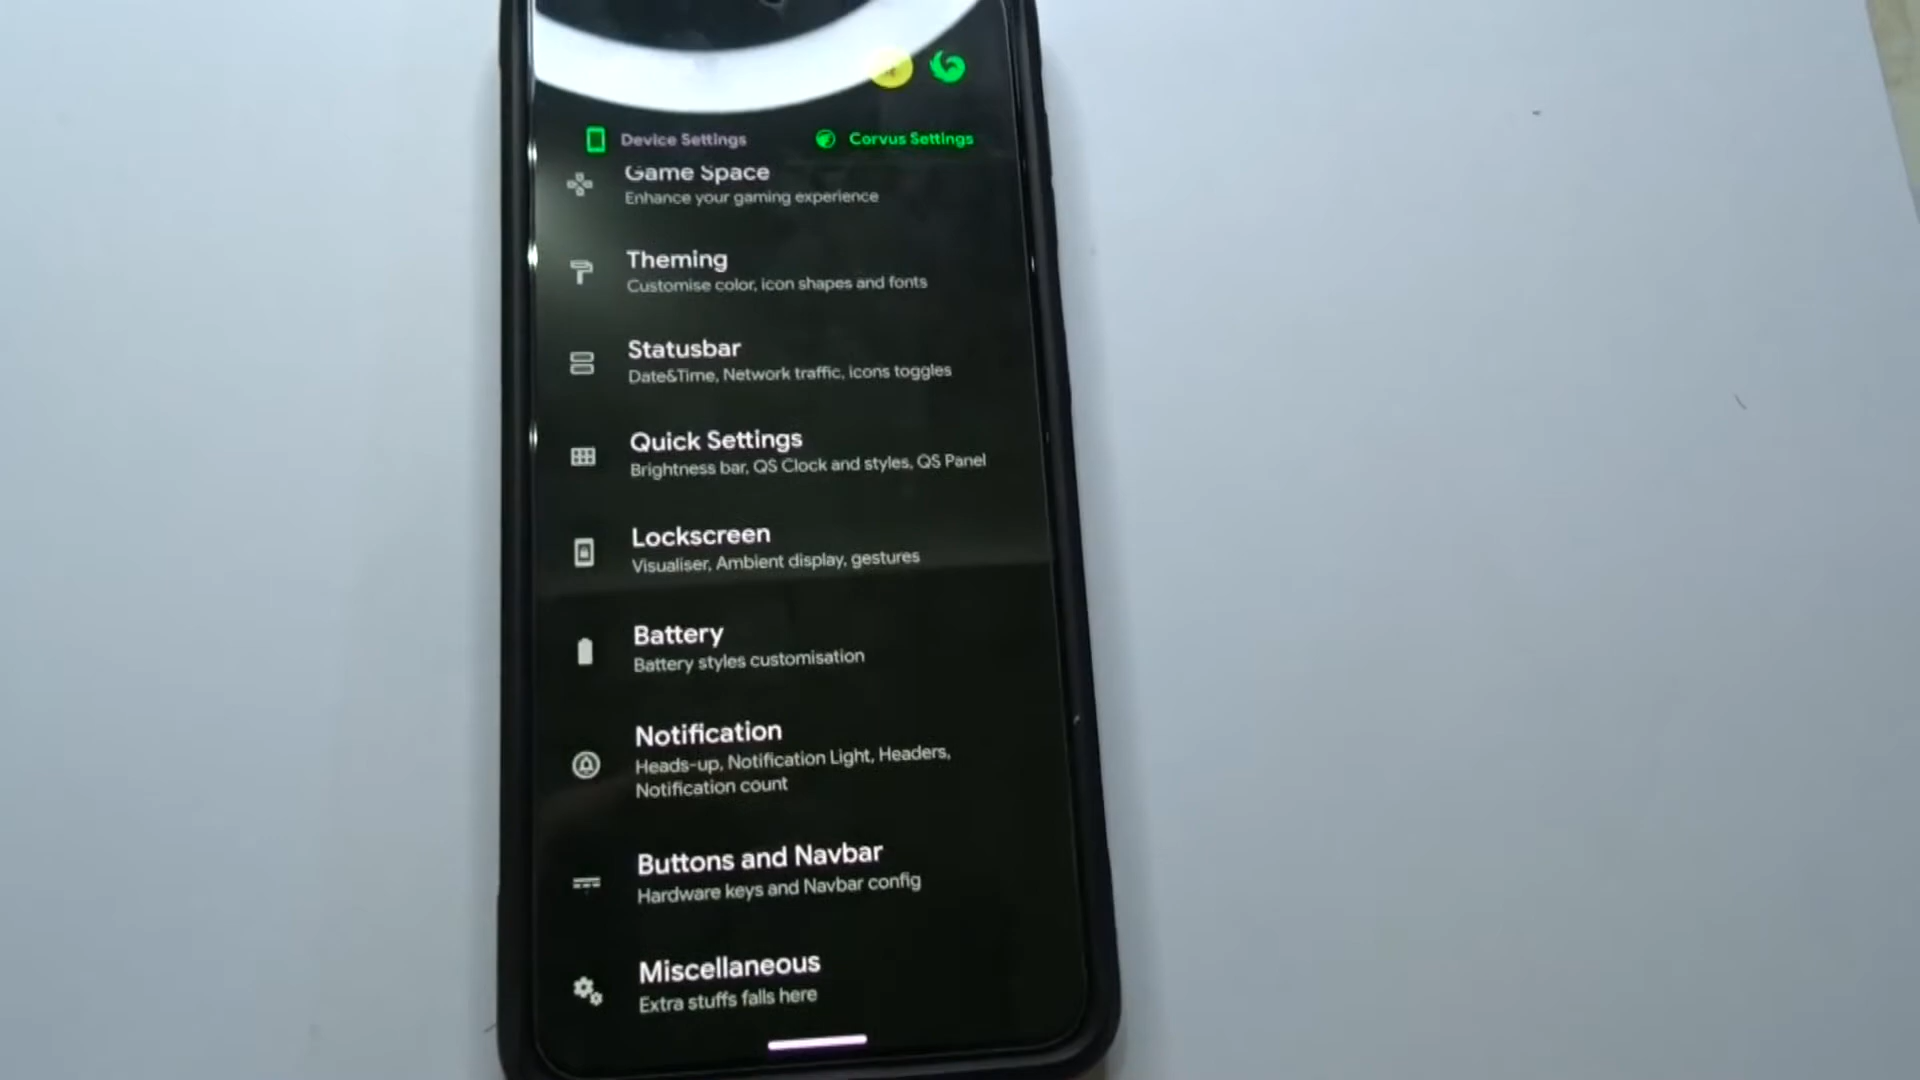 Device Settings
Corvus Settings
Game Space
Enhance your gaming experience
Theming
Customise color, icon shapes and fonts
Statusbar
Date&Time, Network traffic, icons toggles
Quick Settings
Brightness bar, QS Clock and styles, QS Panel
Lockscreen
Visualiser, Ambient display, gestures
Battery
Battery styles customisation
Notification
Heads-up, Notification Light, Headers,
Notification count
Buttons and Navbar
Hardware keys and Navbar config
Miscellaneous
Extra stuffs falls here